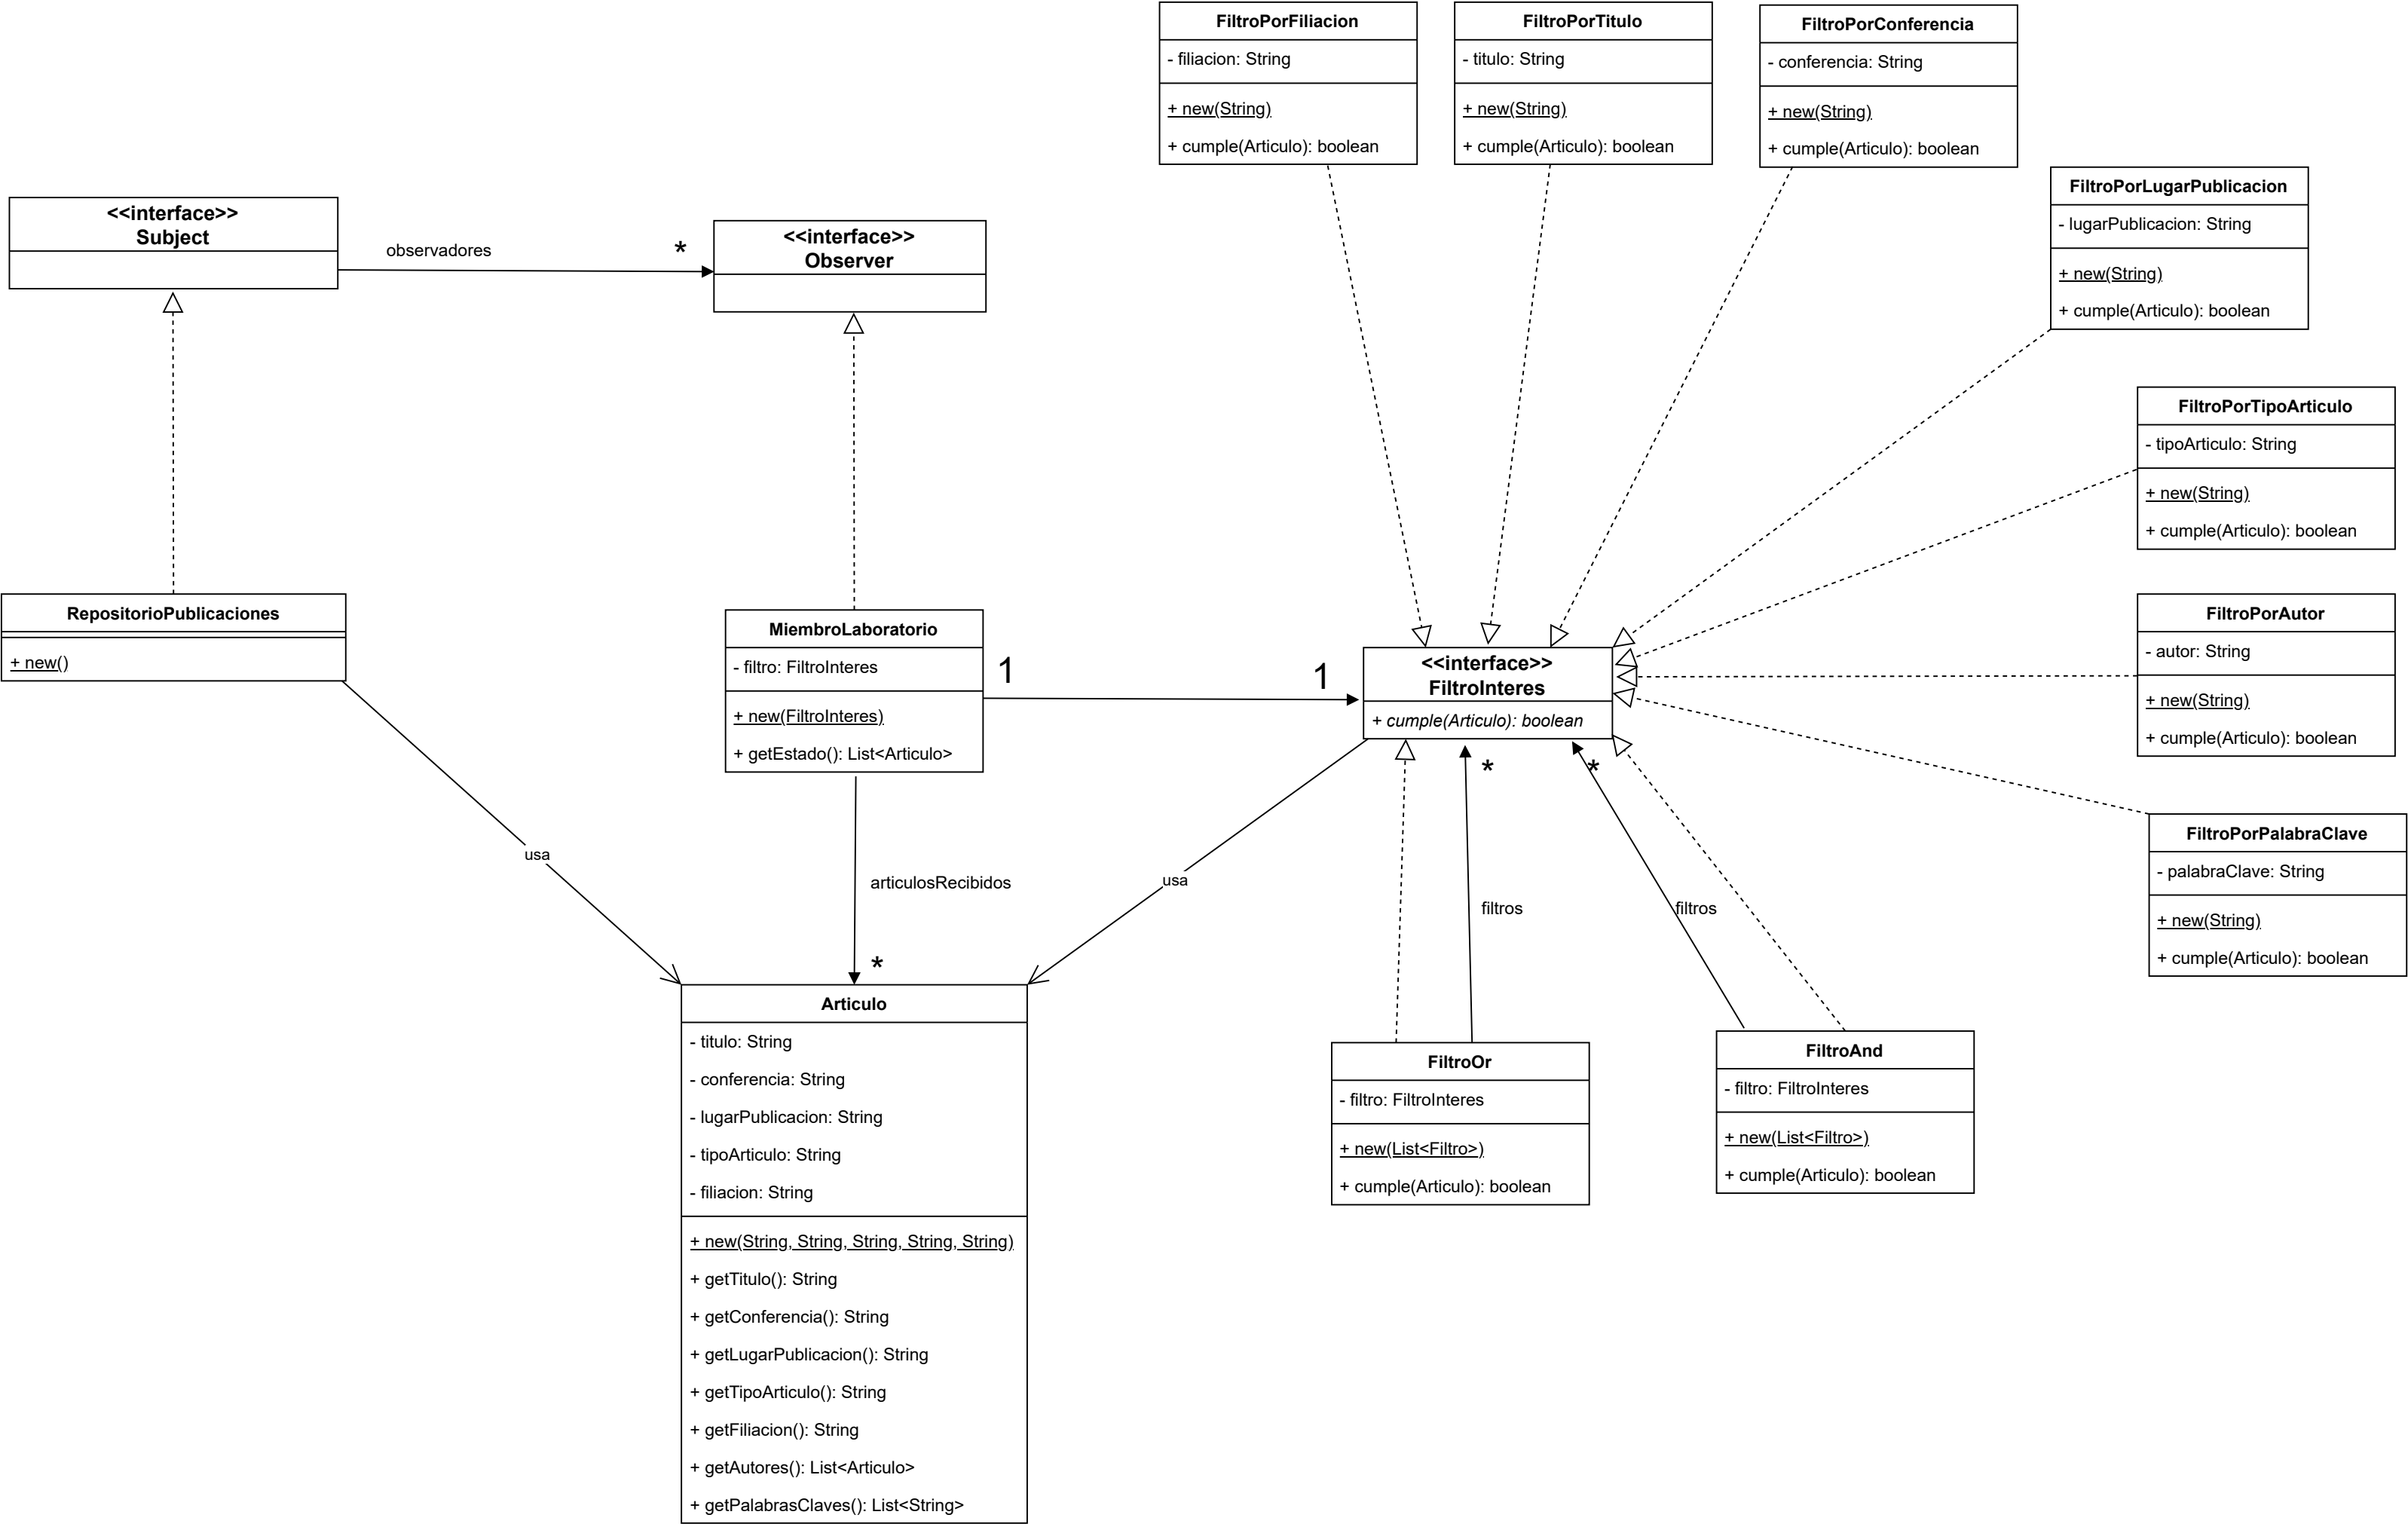 FiltroPorFiliacion
- filiacion: String
+ new(String)
+ cumple(Articulo): boolean
FiltroPorTitulo
- titulo: String
+ new(String)
+ cumple(Articulo): boolean
FiltroPorConferencia
- conferencia: String
+ new(String)
+ cumple(Articulo): boolean
FiltroPorLugarPublicacion
- lugarPublicacion: String
+ new(String)
+ cumple(Articulo): boolean
<<interface>>
Subject
observadores
*
<<interface>>
Observer
FiltroPorTipoArticulo
- tipoArticulo: String
+ new(String)
+ cumple(Articulo): boolean
RepositorioPublicaciones
+ new()
MiembroLaboratorio
- filtro: FiltroInteres
+ new(FiltroInteres)
+ getEstado(): List<Articulo>
1
1
<<interface>>
FiltroInteres
+ cumple(Articulo): boolean
FiltroPorAutor
- autor: String
+ new(String)
+ cumple(Articulo): boolean
*
*
FiltroPorPalabraClave
- palabraClave: String
+ new(String)
+ cumple(Articulo): boolean
usa
articulosRecibidos
usa
filtros
filtros
*
Articulo
- titulo: String
- conferencia: String
- lugarPublicacion: String
- tipoArticulo: String
- filiacion: String
+ new(String, String, String, String, String)
+ getTitulo(): String
+ getConferencia(): String
+ getLugarPublicacion(): String
+ getTipoArticulo(): String
+ getFiliacion(): String
+ getAutores(): List<Articulo>
+ getPalabrasClaves(): List<String>
FiltroOr
- filtro: FiltroInteres
+ new(List<Filtro>)
+ cumple(Articulo): boolean
FiltroAnd
- filtro: FiltroInteres
+ new(List<Filtro>)
+ cumple(Articulo): boolean